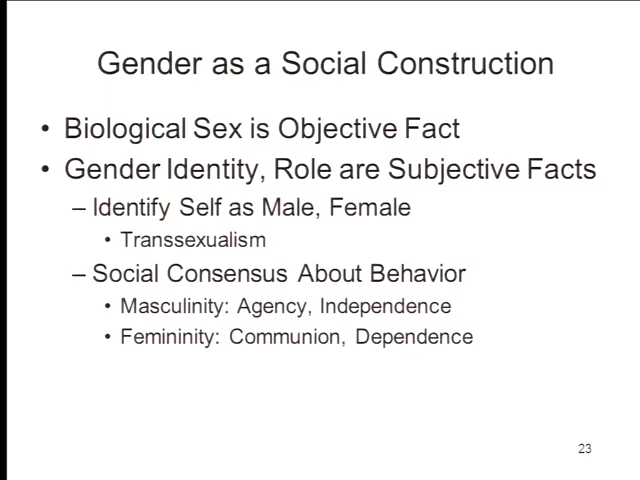 Gender as a Social Construction
• Biological Sex is Objective Fact
• Gender Identity, Role are Subjective Facts
– Identify Self as Male, Female
• Transsexualism
– Social Consensus About Behavior
• Masculinity: Agency, Independence
• Femininity: Communion, Dependence
23